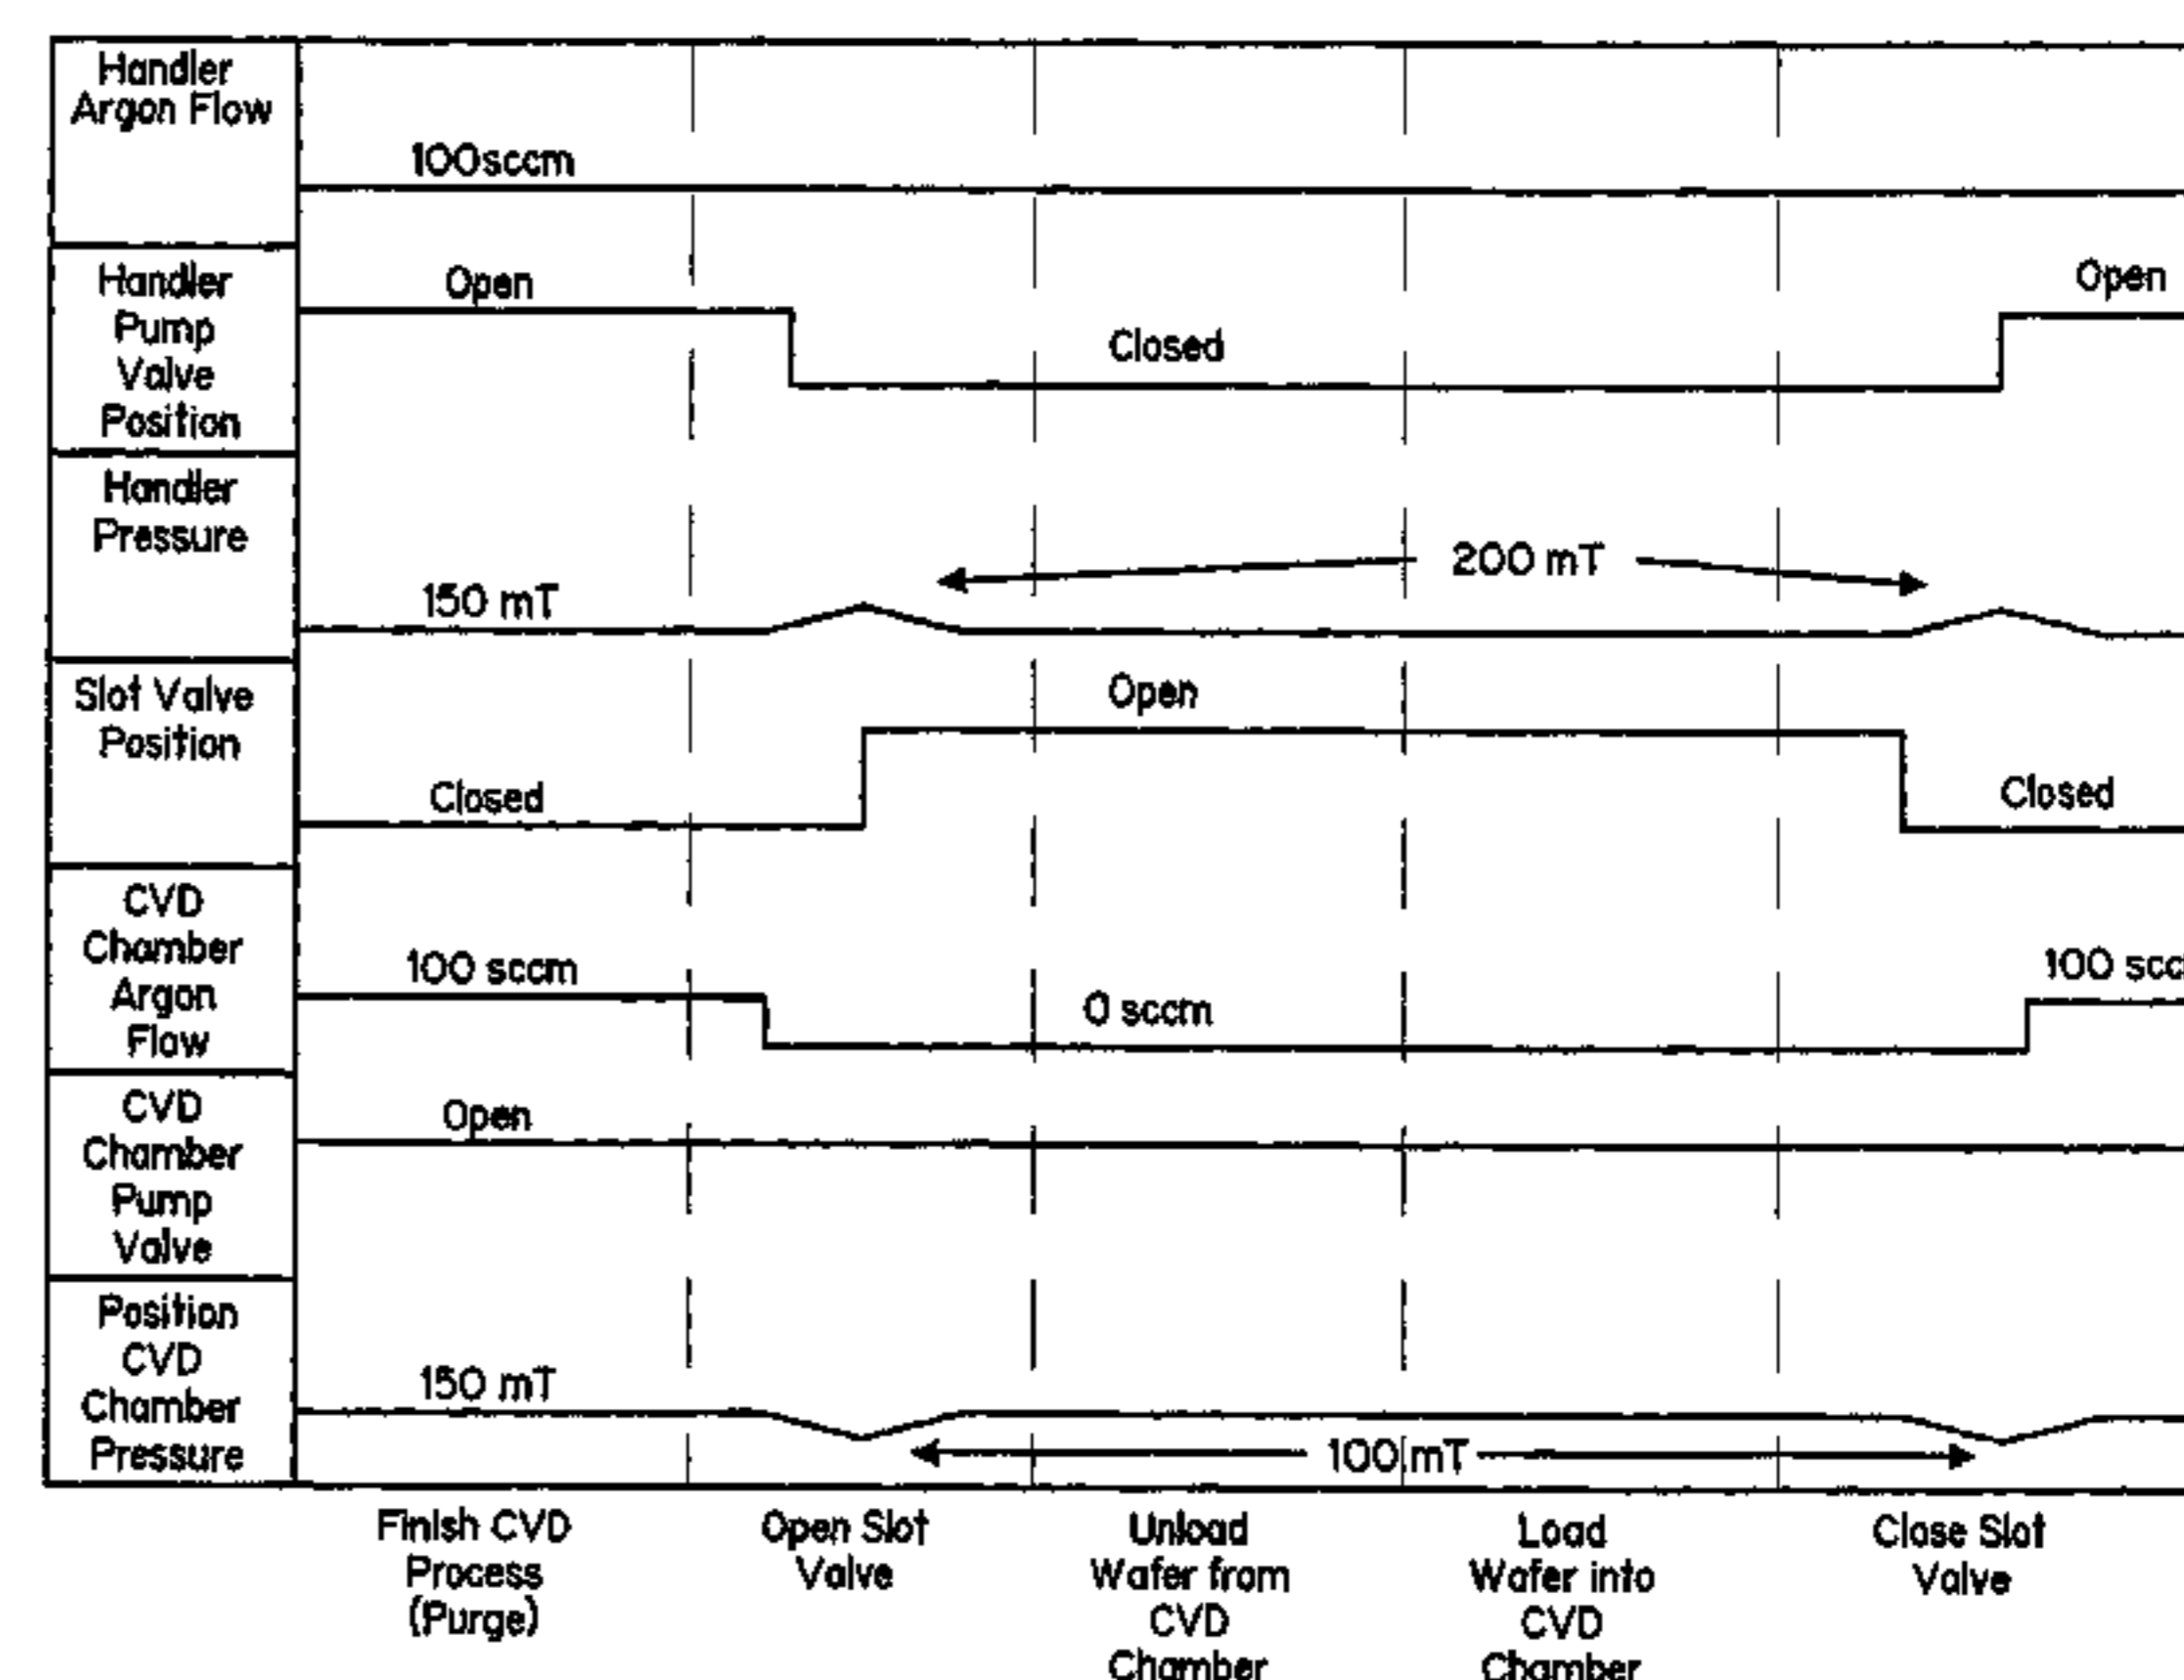 Handler
Argon Flow
100sccm
Handler
Pump
Valve
Position
Open
Closed
Open
Handler
Pressure
150 mT
200 mT
Slot Valve
Position
Closed
Open
Closed
CVD
Chamber
Argon
Flow
100 sccm
0 sccm
100 scc
CVD
Chamber
Pump
Valve
Open
Position
CVD
Chamber
Pressure
150 mT
100 mT
Finish CVD
Process
(Purge)
Open Slot
Valve
Unload
Wafer from
CVD
Chamber
Load
Wafer into
CVD
Chamber
Close Slot
Valve